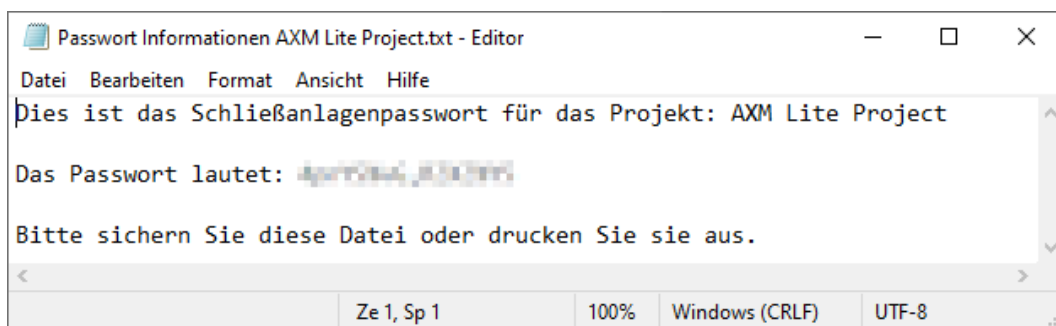 Passwort Informationen AXM Lite Project.txt - Editor
Datei Bearbeiten Format Ansicht Hilfe
Dies ist das Schließanlagenpasswort für das Projekt: AXM Lite Project
Das Passwort lautet:
Bitte sichern Sie diese Datei oder drucken Sie sie aus.
Ze 1, Sp 1 100% Windows (CRLF) UTF-8